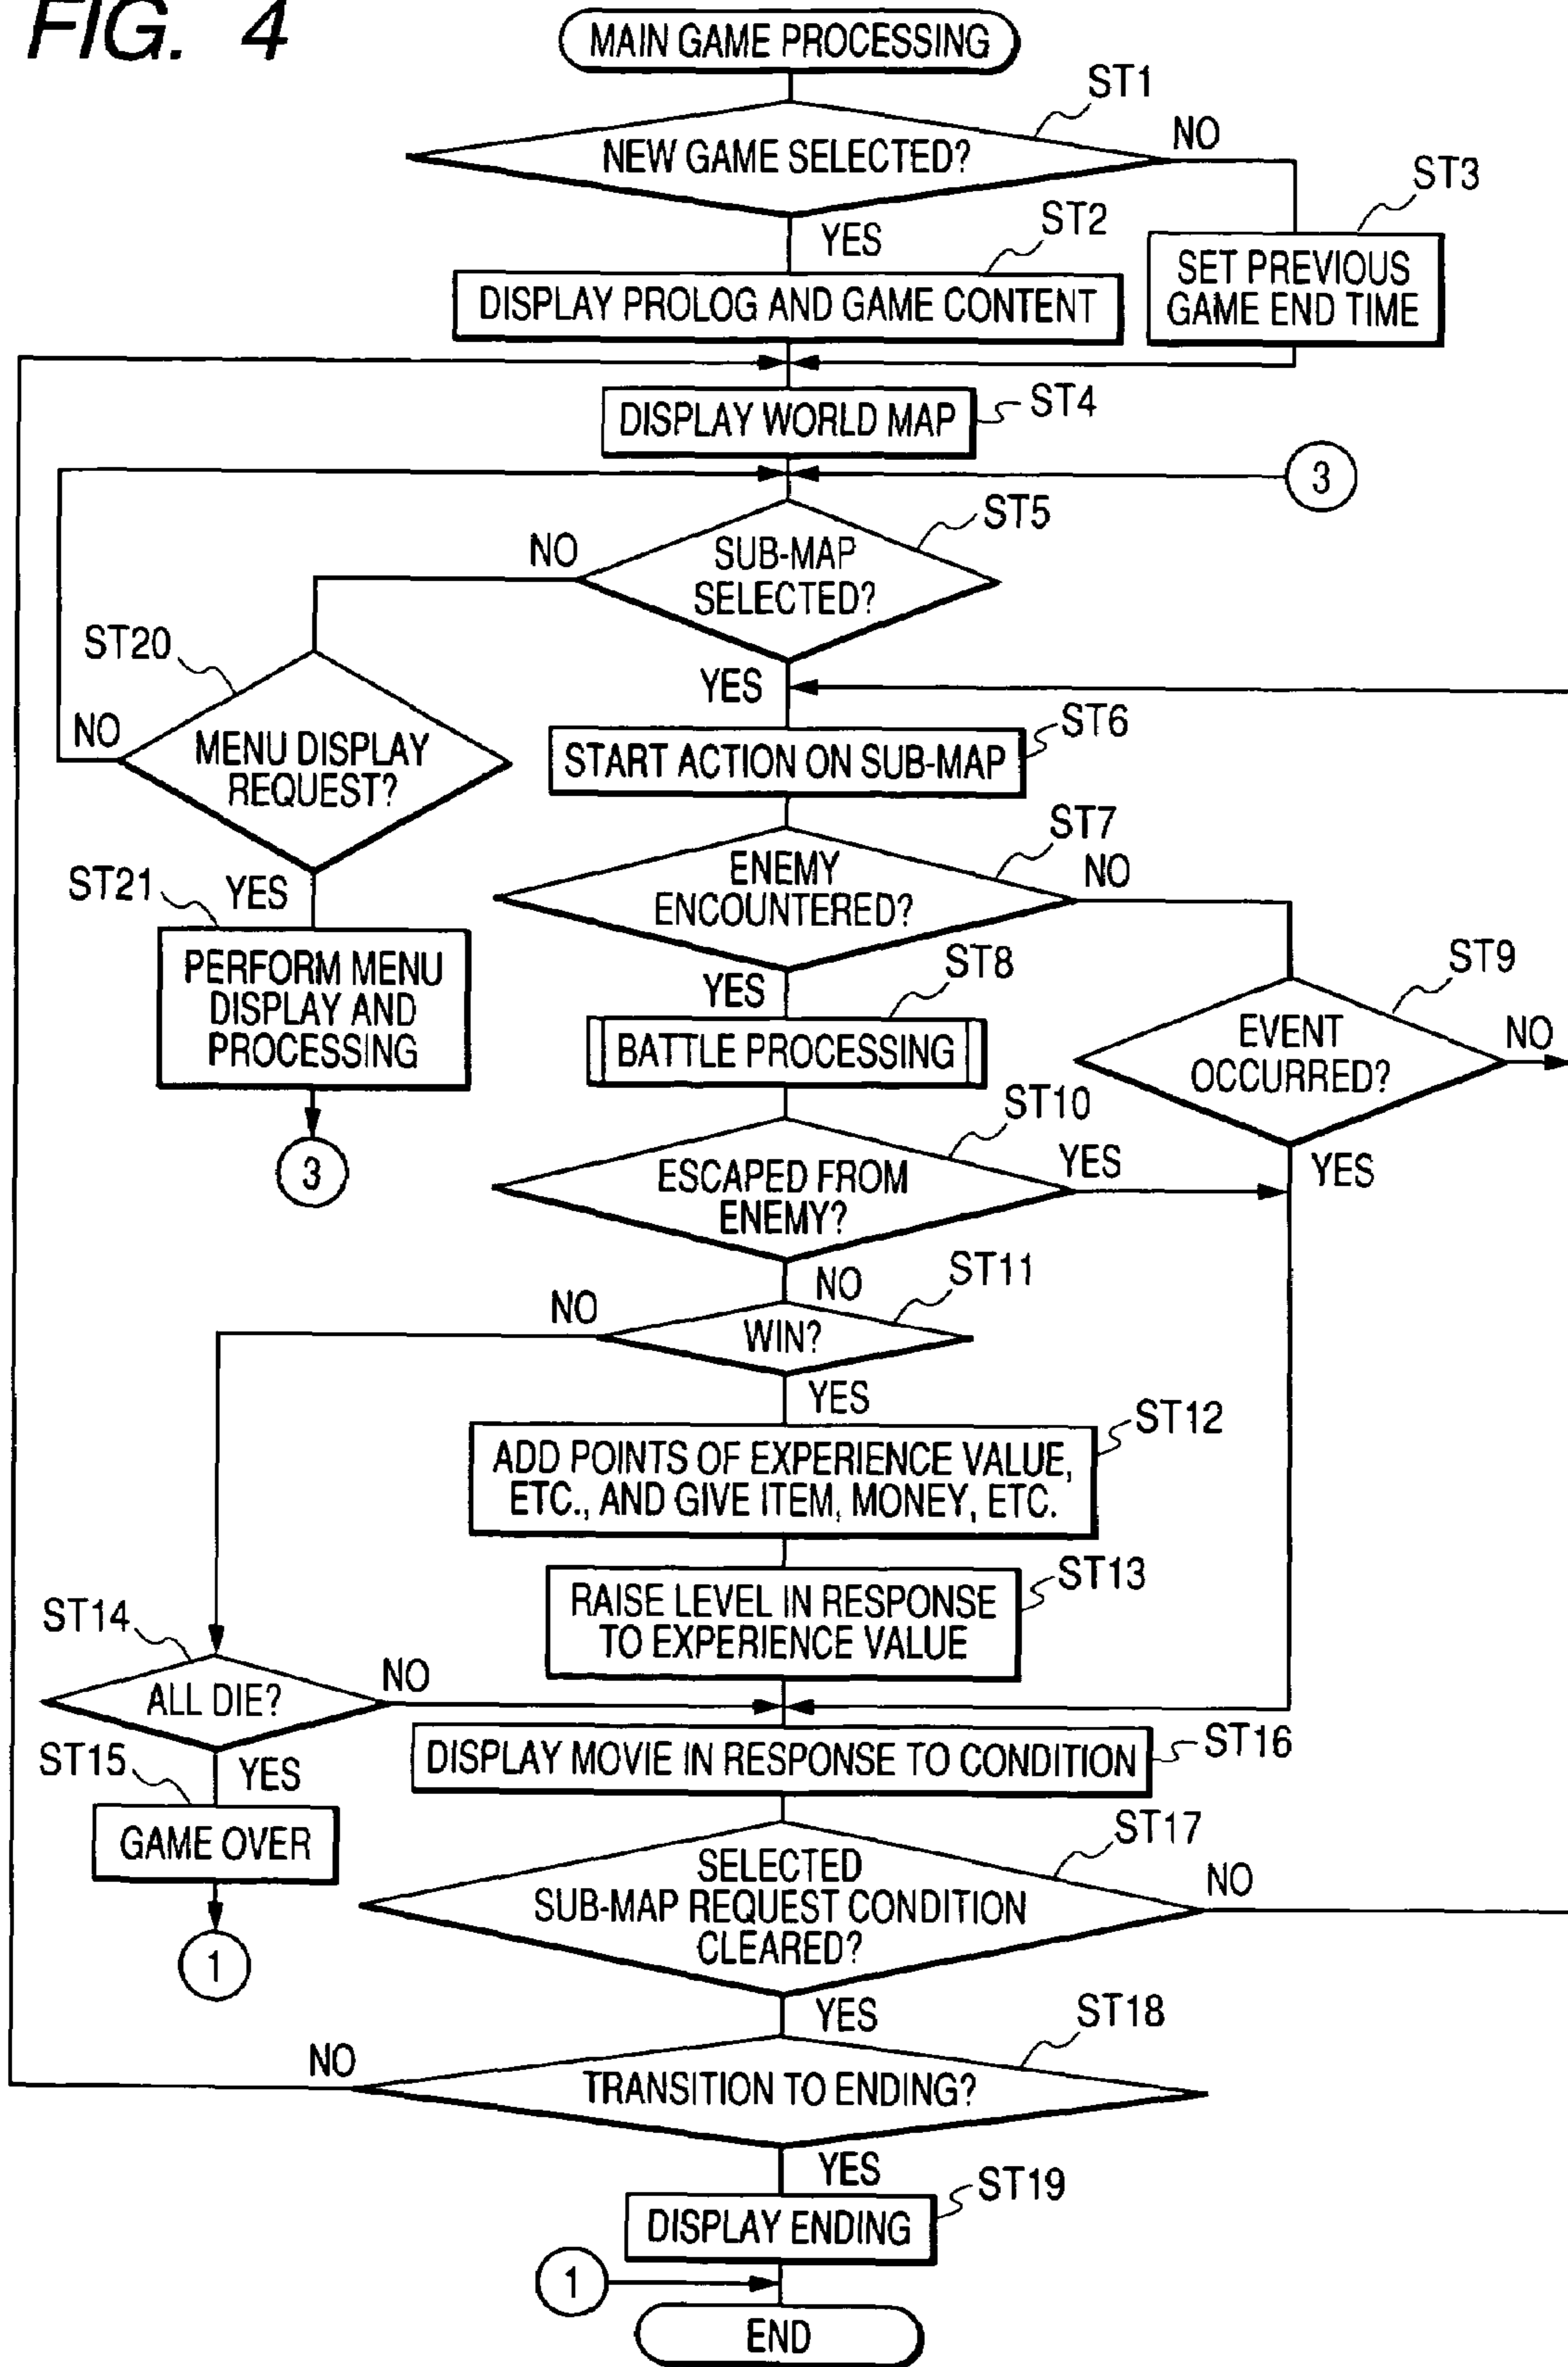 FIG. 4
MAIN GAME PROCESSING
ST1
NEW GAME SELECTED?
NO
ST3
YES
ST2
SET PREVIOUS
GAME END TIME
DISPLAY PROLOG AND GAME CONTENT
DISPLAY WORLD MAP
ST4
3
ST5
NO
SUB-MAP
SELECTED?
ST20
YES
NO
MENU DISPLAY
REQUEST?
ST6
START ACTION ON SUB-MAP
ST7
ST21
YES
ENEMY
ENCOUNTERED?
NO
PERFORM MENU
DISPLAY AND
PROCESSING
YES
ST8
ST9
BATTLE PROCESSING
EVENT
OCCURRED?
NO
3
ST10
ESCAPED FROM
ENEMY?
YES
YES
NO
ST11
NO
WIN?
YES
ST12
ADD POINTS OF EXPERIENCE VALUE,
ETC., AND GIVE ITEM, MONEY, ETC.
ST13
RAISE LEVEL IN RESPONSE
TO EXPERIENCE VALUE
ST14
ALL DIE?
NO
ST15
YES
DISPLAY MOVIE IN RESPONSE TO CONDITION
ST16
GAME OVER
1
ST17
SELECTED
SUB-MAP REQUEST CONDITION
CLEARED?
NO
YES
ST18
NO
TRANSITION TO ENDING?
YES
ST19
DISPLAY ENDING
1
END